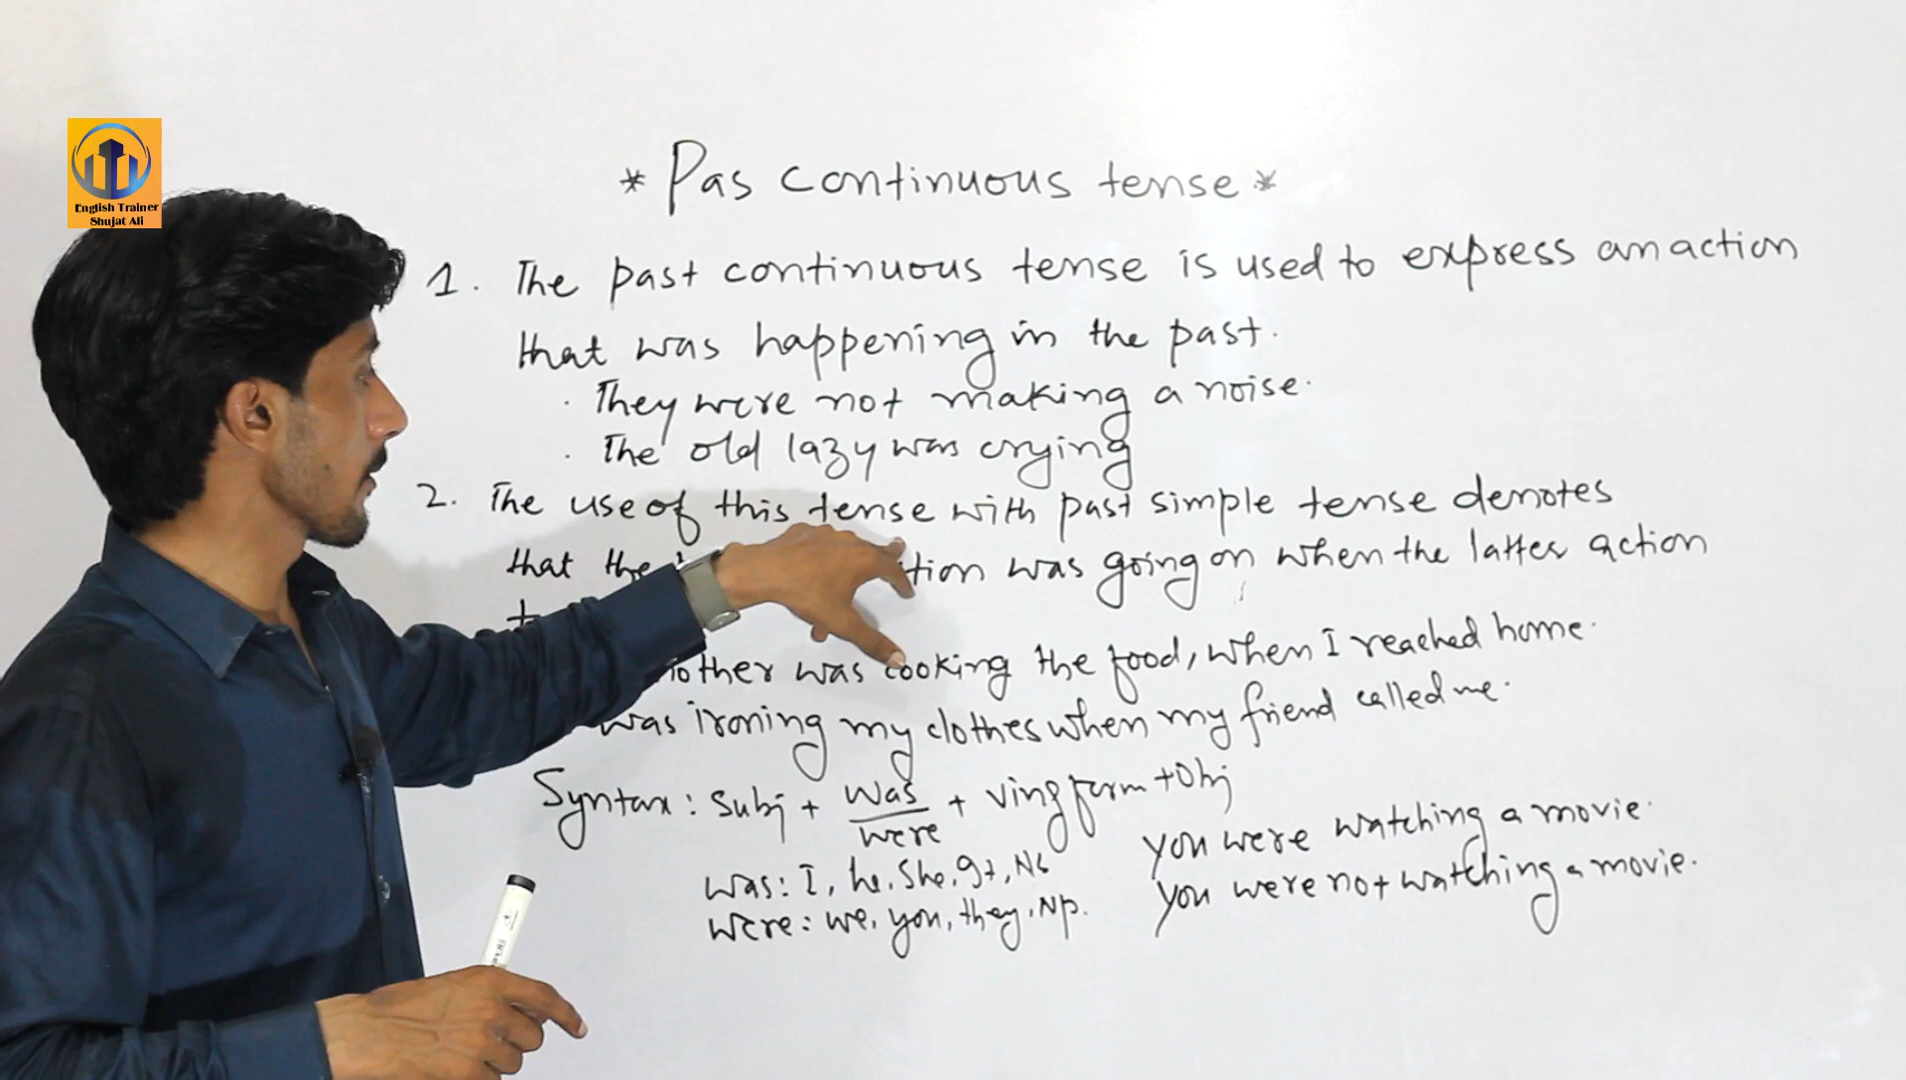 English Trainer
Shujat Ali
* Pas continuous tense *
1. The past continuous tense is used to express an action
that was happening in the past.
· They were not making a noise.
· The old lazy was crying
2. The use of this tense with past simple tense denotes
that the tion was going on when the latter action
other was cooking the food, when I reached home.
was ironing my clothes when my friend called me.
Syntax: Subj + was/were + ving form + Obj
was: I, he, She, It, Ns
were: we, you, they, Np.
you were watching a movie.
you were not watching a movie.